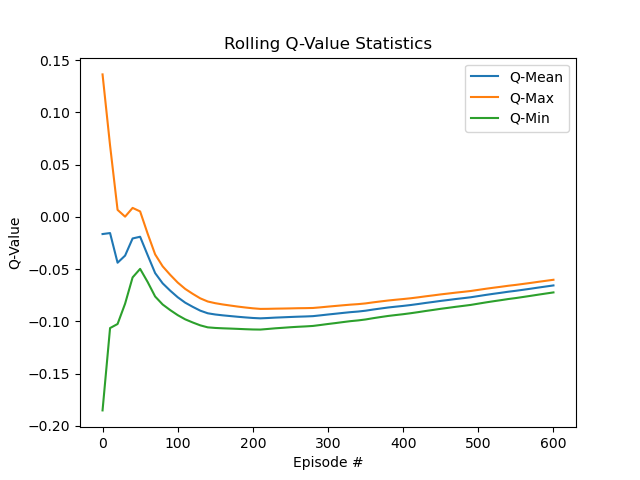 Rolling Q-Value Statistics
Q-Mean
Q-Max
Q-Min
Q-Value
0.15
0.10
0.05
0.00
−0.05
−0.10
−0.15
−0.20
0 100 200 300 400 500 600
Episode #